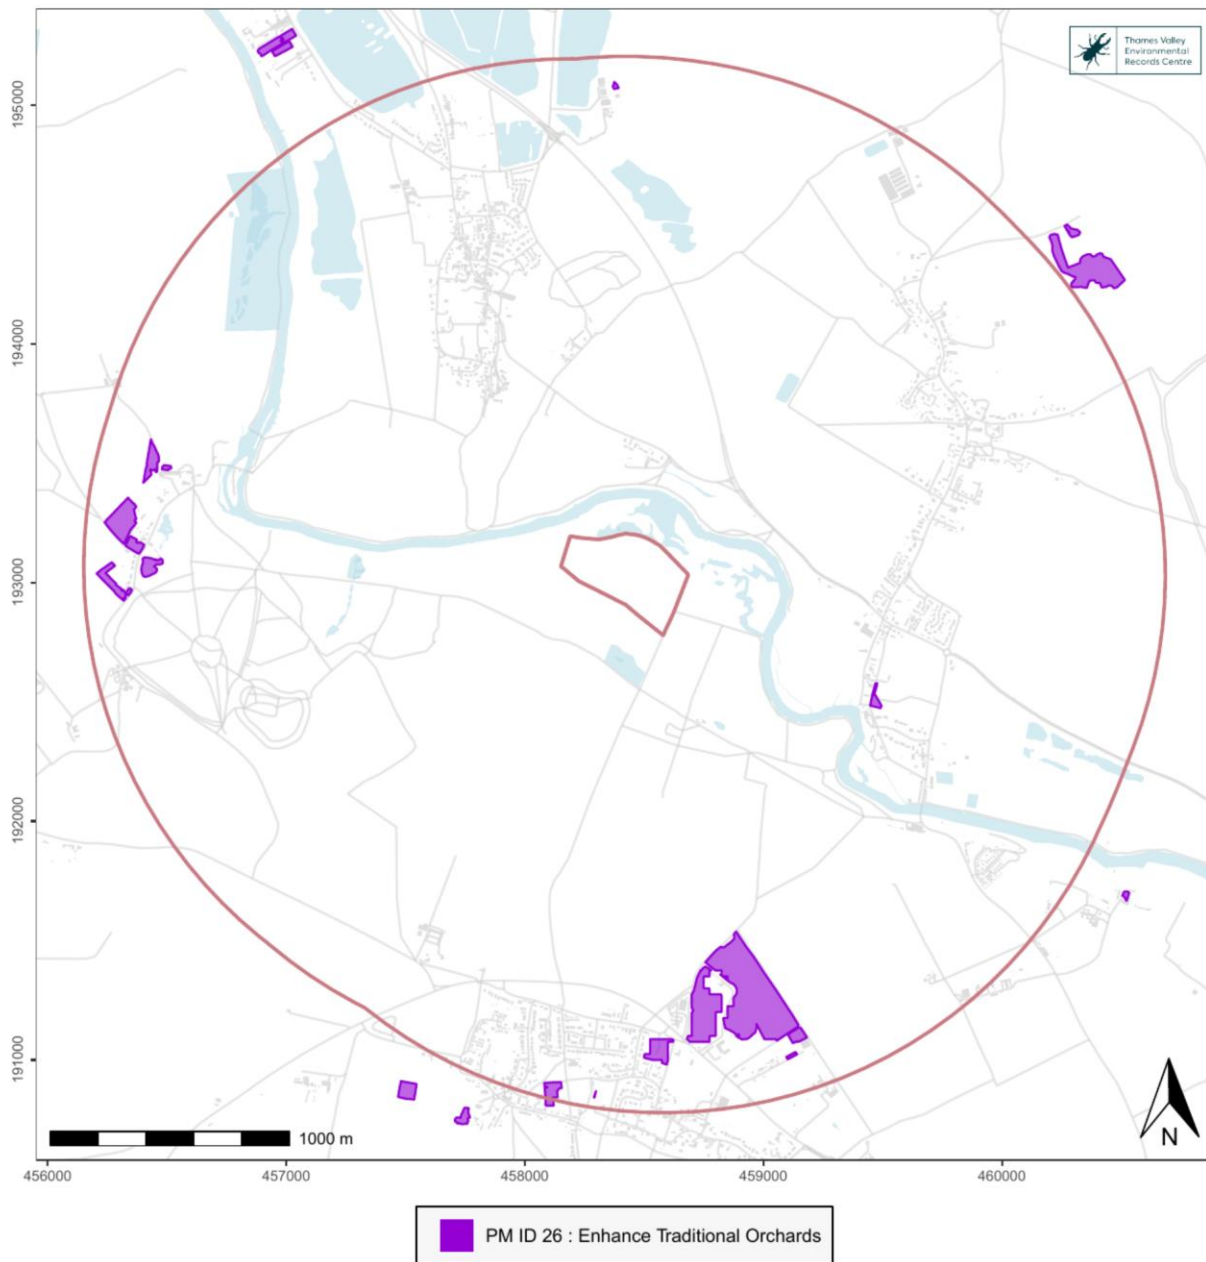 Thames Valley
Environmental
Records Centre
195000
194000
193000
192000
191000
1000 m
N
456000
457000
458000
459000
460000
PM ID 26 : Enhance Traditional Orchards